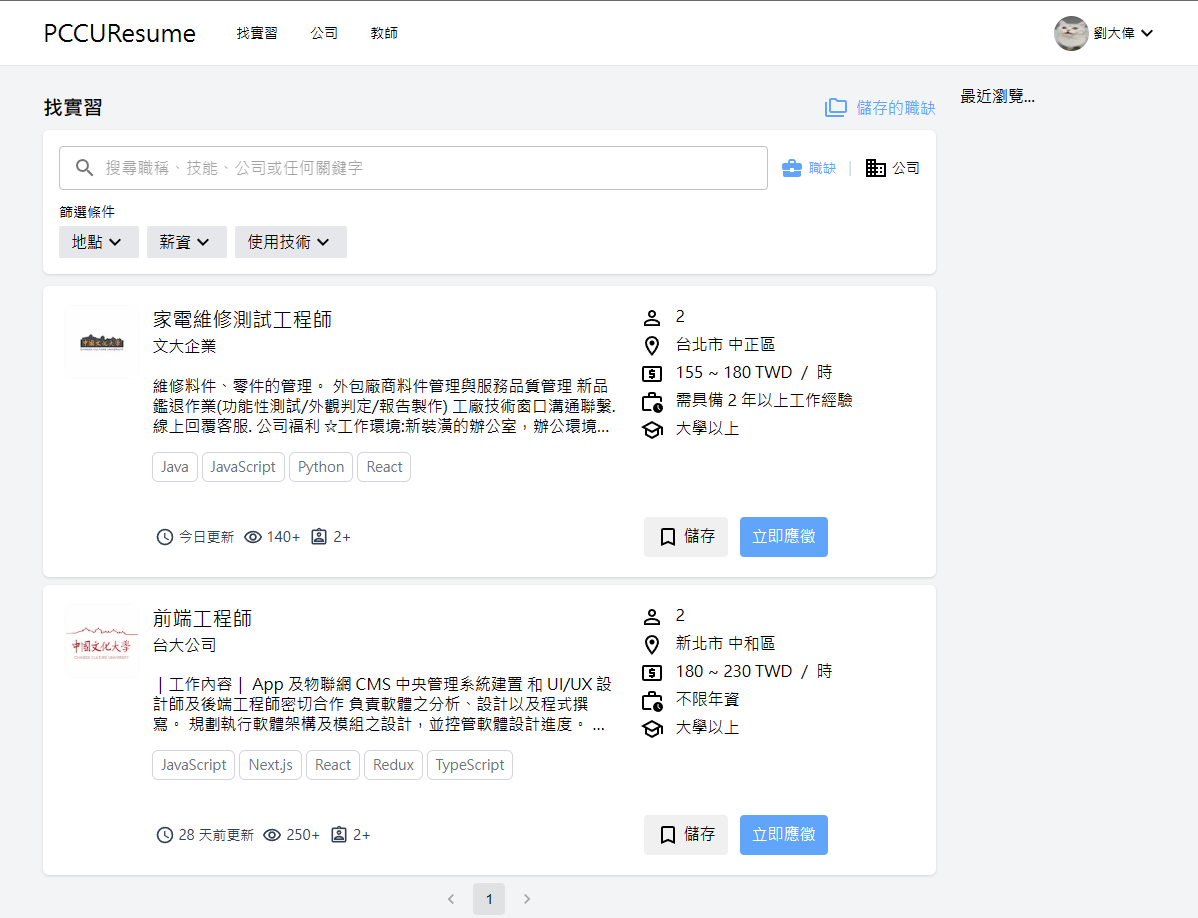 PCCUResume 找實習 公司 教師 劉大偉
找實習
儲存的職缺
最近瀏覽...
搜尋職稱、技能、公司或任何關鍵字
職缺 | 公司
篩選條件
地點 薪資 使用技術
中國文化大學
家電維修測試工程師
文大企業
維修料件、零件的管理。 外包廠商料件管理與服務品質管理 新品
鑑退作業(功能性測試/外觀判定/報告製作) 工廠技術窗口溝通聯繫.
線上回覆客服. 公司福利 ☆工作環境:新裝潢的辦公室，辦公環境...
Java JavaScript Python React
今日更新 140+ 2+
2
台北市 中正區
155 ~ 180 TWD / 時
需具備 2 年以上工作經驗
大學以上
儲存 立即應徵
中國文化大學
CHINESE CULTURE UNIVERSITY
前端工程師
台大公司
｜工作內容｜ App 及物聯網 CMS 中央管理系統建置 和 UI/UX 設
計師及後端工程師密切合作 負責軟體之分析、設計以及程式撰
寫。 規劃執行軟體架構及模組之設計，並控管軟體設計進度。 ...
JavaScript Next.js React Redux TypeScript
28 天前更新 250+ 2+
2
新北市 中和區
180 ~ 230 TWD / 時
不限年資
大學以上
儲存 立即應徵
1